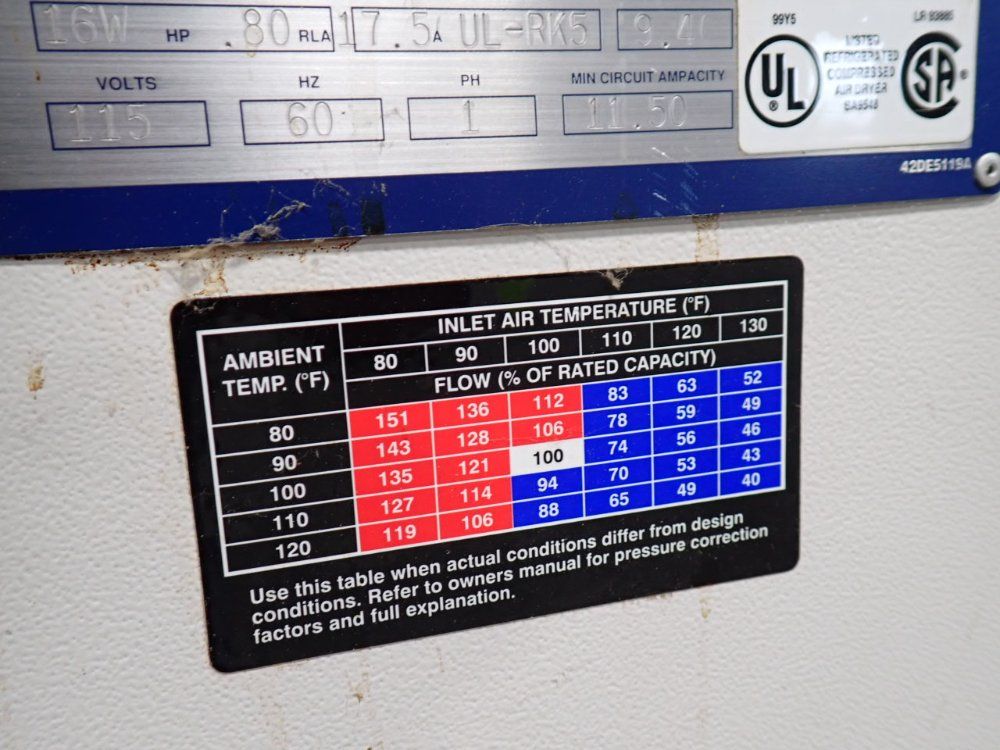 16W HP .80 RLA 17.5A UL-RK5 9.4
VOLTS HZ PH MIN CIRCUIT AMPACITY
115 60 1 11.50
99Y5 LR 83885
UL ® LISTED REFRIGERATED COMPRESSED AIR DRYER SA9548 SA ®
42DE5119A
AMBIENT TEMP. (°F) INLET AIR TEMPERATURE (°F)
80 90 100 110 120 130
FLOW (% OF RATED CAPACITY)
80 151 136 112 83 63 52
90 143 128 106 78 59 49
100 135 121 100 74 56 46
110 127 114 94 70 53 43
120 119 106 88 65 49 40
Use this table when actual conditions differ from design
conditions. Refer to owners manual for pressure correction
factors and full explanation.